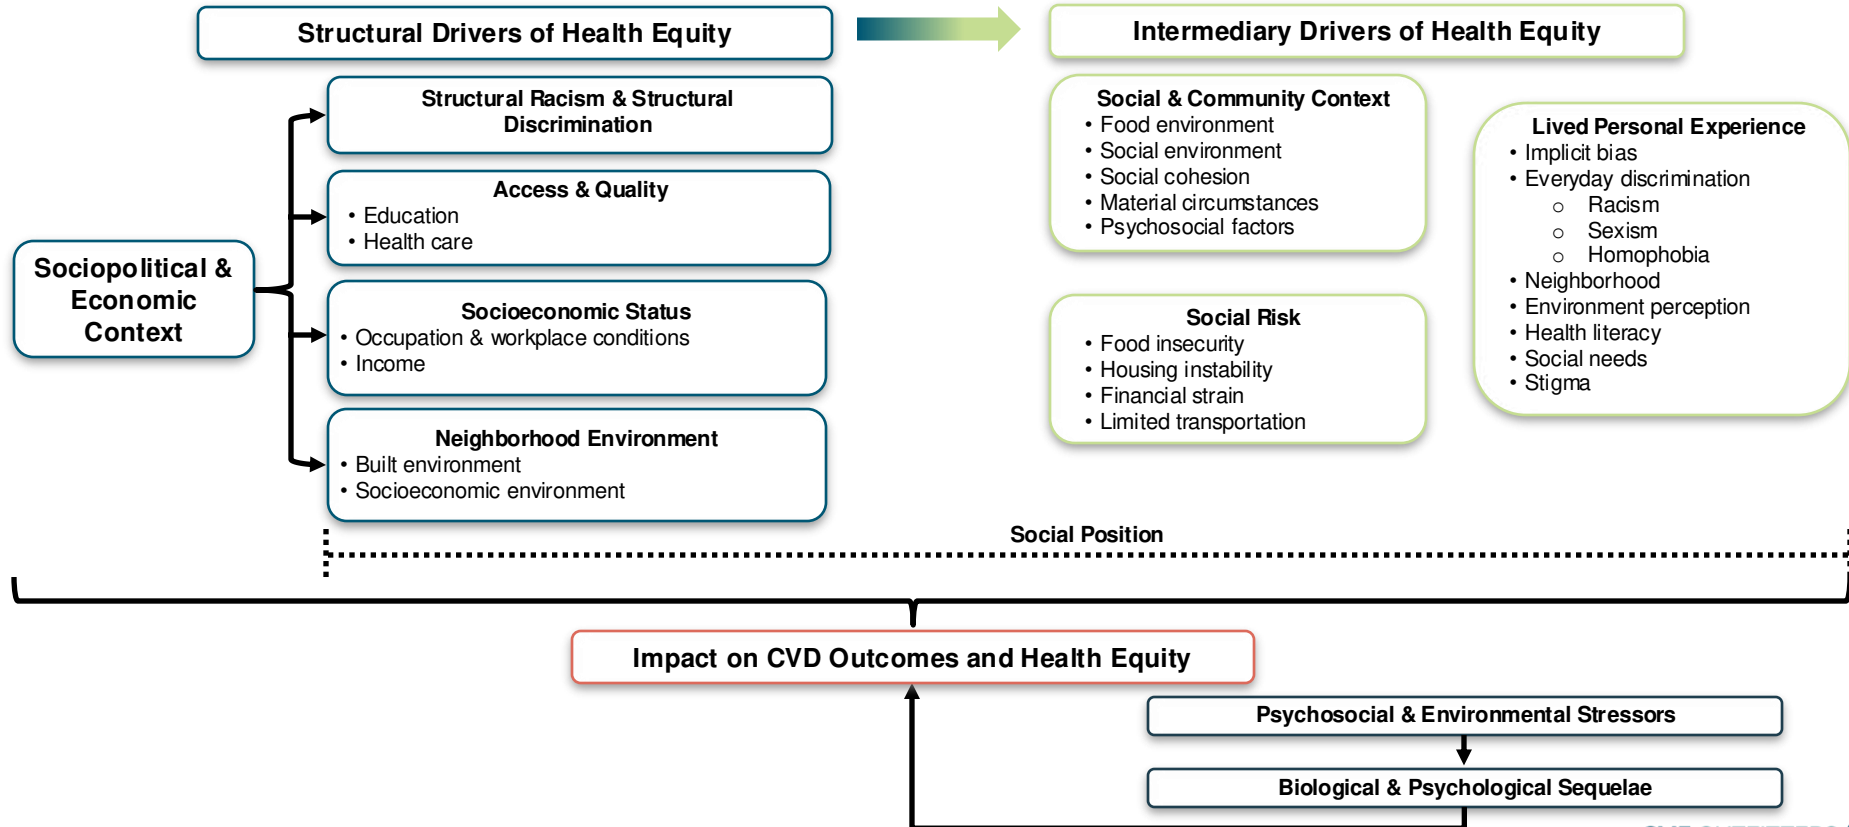 Structural Drivers of Health Equity
Intermediary Drivers of Health Equity
Sociopolitical &
Economic
Context
Structural Racism & Structural
Discrimination
Access & Quality
• Education
• Health care
Socioeconomic Status
• Occupation & workplace conditions
• Income
Neighborhood Environment
• Built environment
• Socioeconomic environment
Social & Community Context
• Food environment
• Social environment
• Social cohesion
• Material circumstances
• Psychosocial factors
Social Risk
• Food insecurity
• Housing instability
• Financial strain
• Limited transportation
Lived Personal Experience
• Implicit bias
• Everyday discrimination
o Racism
o Sexism
o Homophobia
• Neighborhood
• Environment perception
• Health literacy
• Social needs
• Stigma
Social Position
Impact on CVD Outcomes and Health Equity
Psychosocial & Environmental Stressors
Biological & Psychological Sequelae